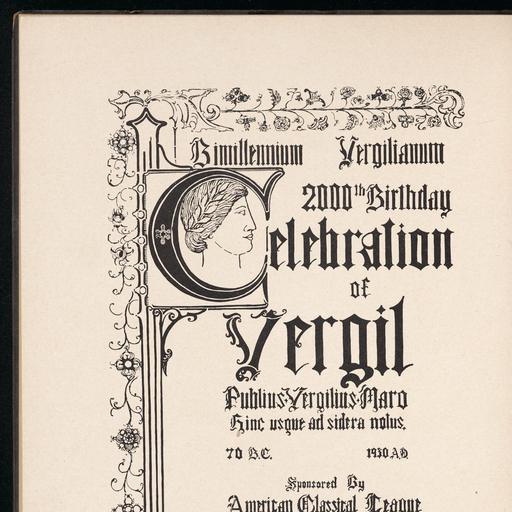 Bimillennium Vergilianum
2000th Birthday
Celebration
of
Vergil
Publius·Vergilius·Maro
Hinc usque ad sidera notus.
70 B.C. 1930 A.D.
Sponsored By
American Classical League